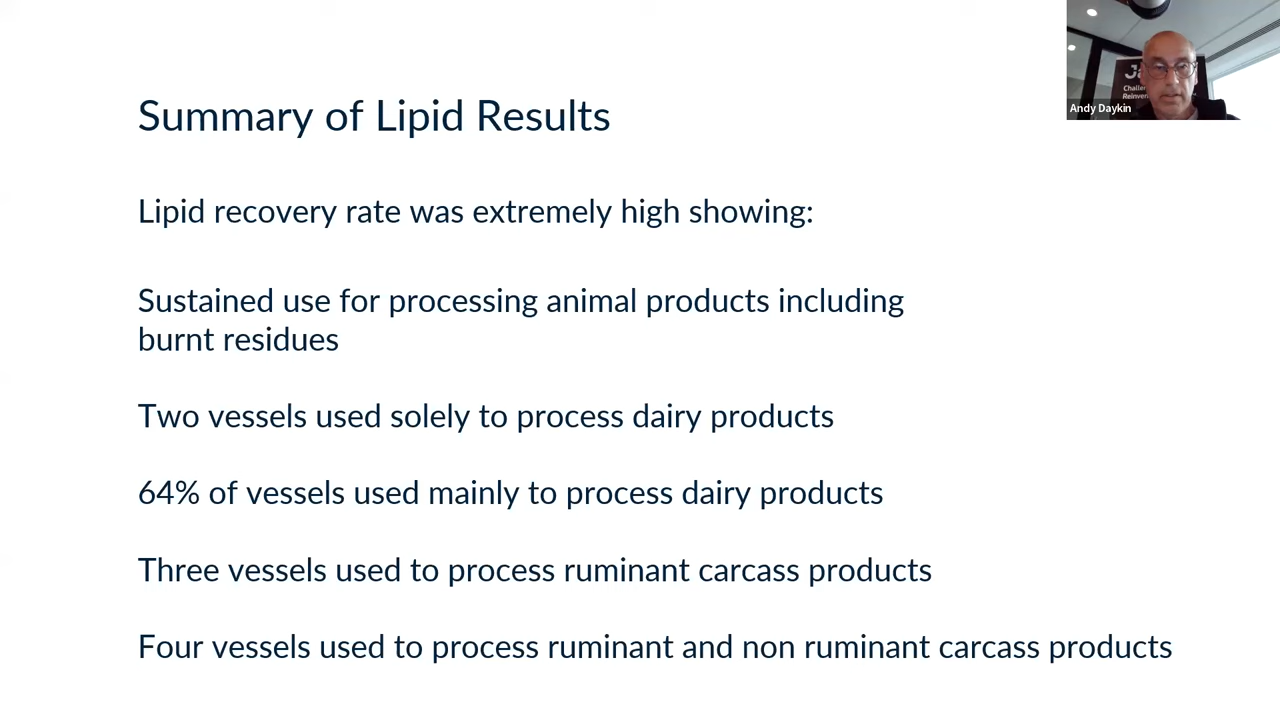 Summary of Lipid Results
Lipid recovery rate was extremely high showing:
Sustained use for processing animal products including
burnt residues
Two vessels used solely to process dairy products
64% of vessels used mainly to process dairy products
Three vessels used to process ruminant carcass products
Four vessels used to process ruminant and non ruminant carcass products
Andy Daykin